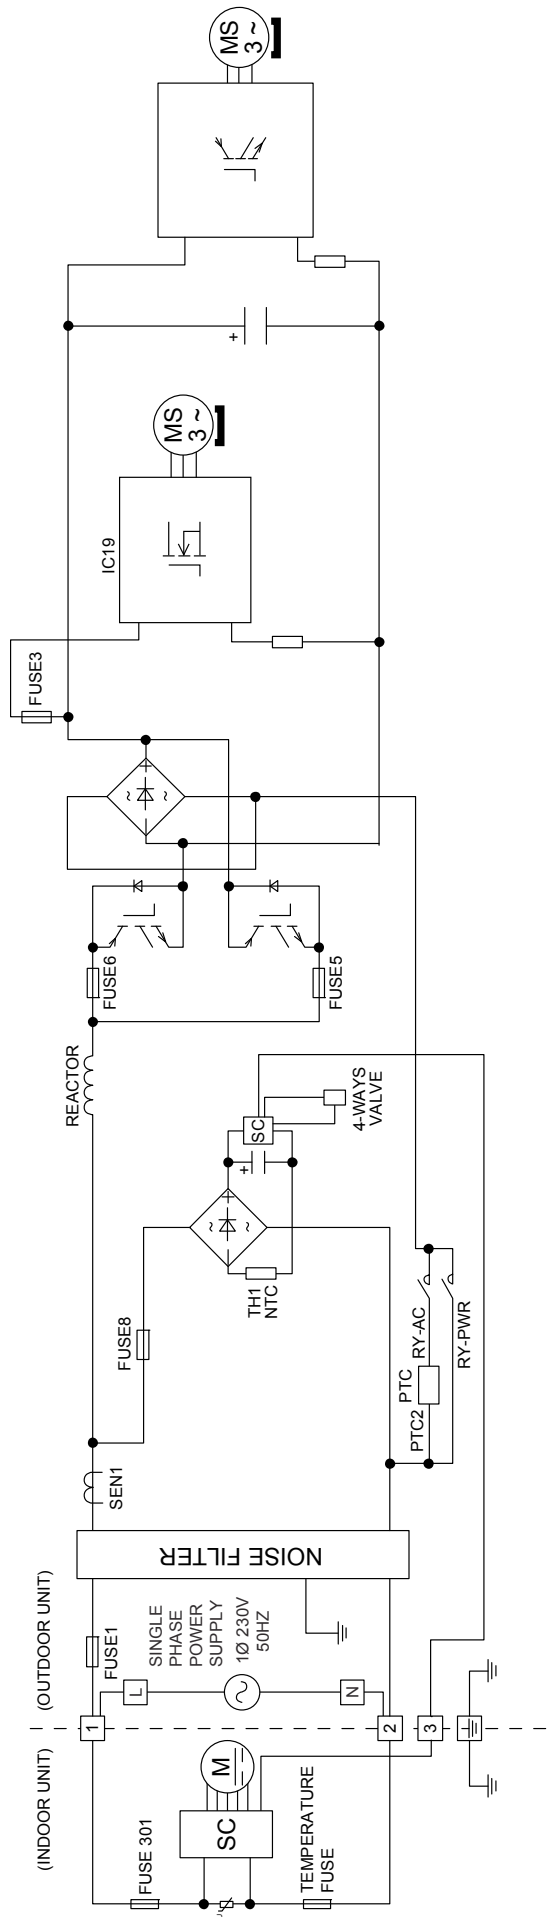 MS
3 ~
MS
3 ~
IC19
+
FUSE3
+
~
~
−
FUSE6
FUSE5
REACTOR
SC
4-WAYS
VALVE
+
+
~
~
−
TH1
NTC
FUSE8
RY-AC
RY-PWR
PTC
PTC2
SEN1
NOISE FILTER
(OUTDOOR UNIT)
FUSE1
SINGLE
PHASE
POWER
SUPPLY
1Ø 230V
50HZ
L
N
1
2
3
(INDOOR UNIT)
M
SC
FUSE 301
TEMPERATURE
FUSE